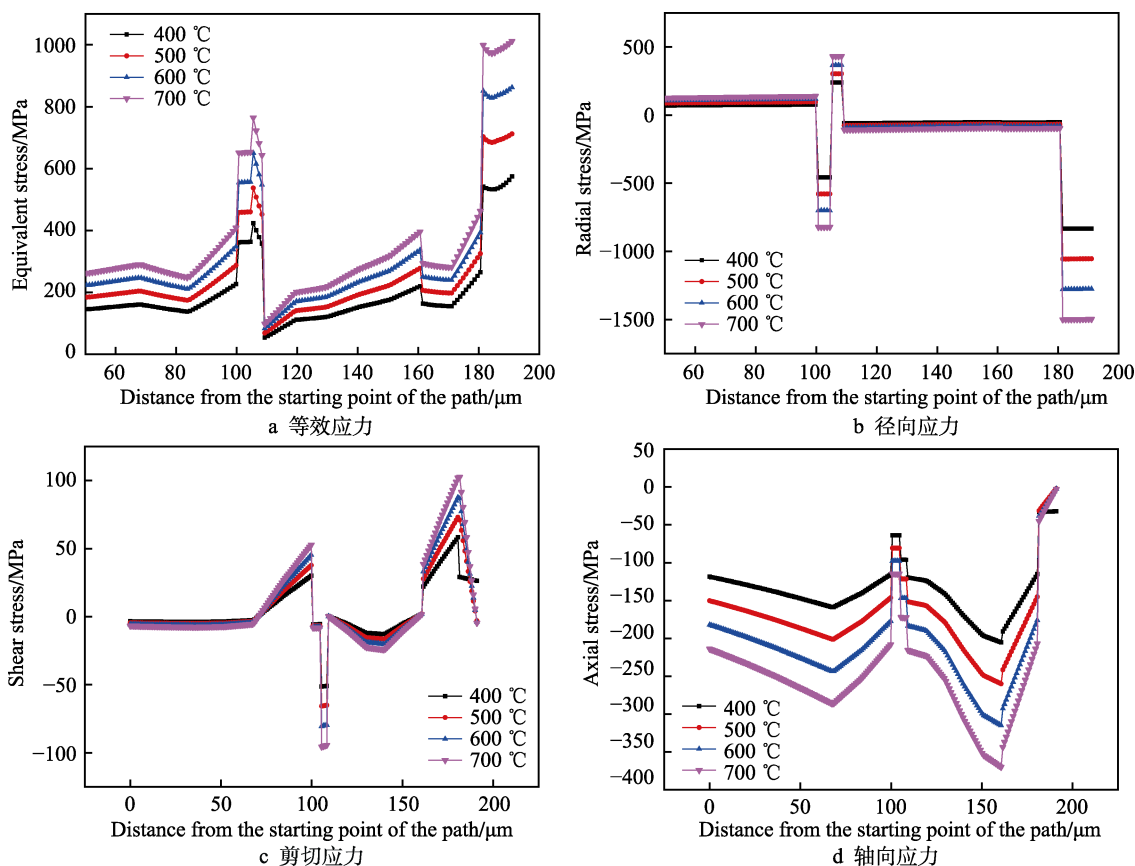 Equivalent stress/MPa
1000
800
600
400
200
0
400 ℃
500 ℃
600 ℃
700 ℃
60 80 100 120 140 160 180 200
Distance from the starting point of the path/μm
a 等效应力
Radial stress/MPa
500
0
−500
−1000
−1500
400 ℃
500 ℃
600 ℃
700 ℃
60 80 100 120 140 160 180 200
Distance from the starting point of the path/μm
b 径向应力
Shear stress/MPa
100
50
0
−50
−100
400 ℃
500 ℃
600 ℃
700 ℃
0 50 100 150 200
Distance from the starting point of the path/μm
c 剪切应力
Axial stress/MPa
50
0
−50
−100
−150
−200
−250
−300
−350
−400
400 ℃
500 ℃
600 ℃
700 ℃
0 50 100 150 200
Distance from the starting point of the path/μm
d 轴向应力